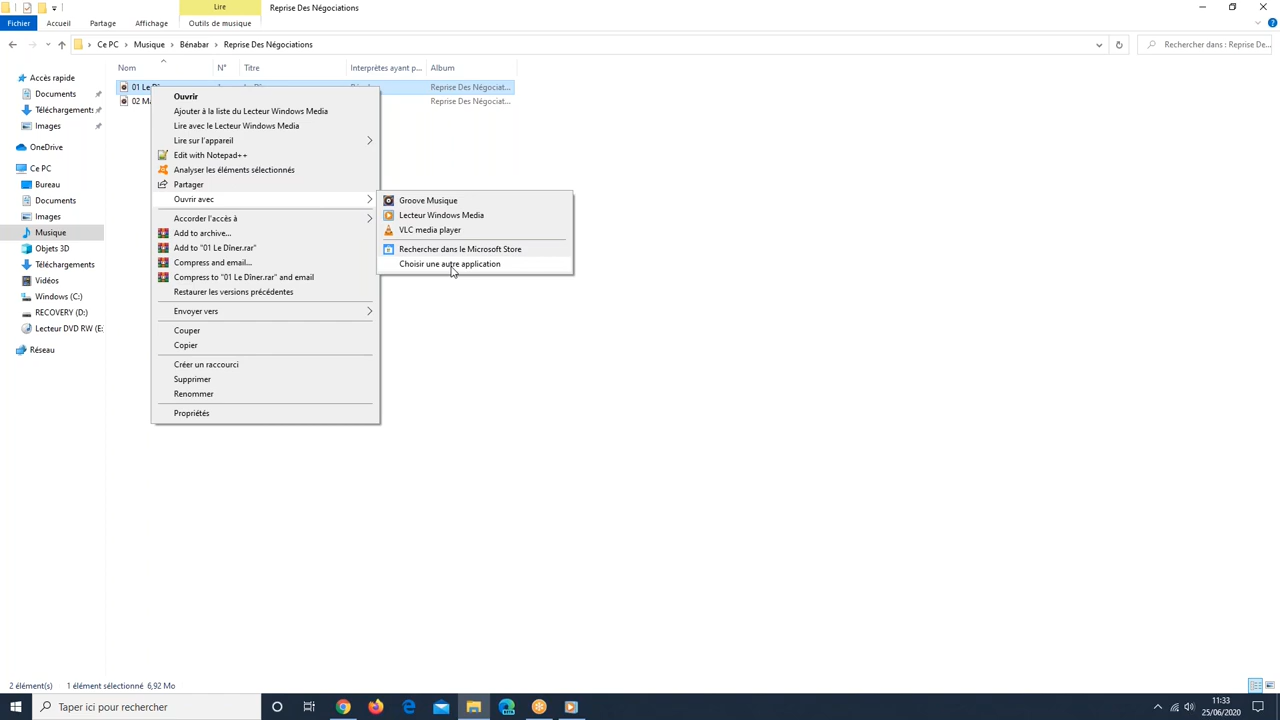 Lire
Reprise Des Négociations
Fichier
Accueil
Partage
Affichage
Outils de musique
Ce PC
Musique
Bénabar
Reprise Des Négociations
Rechercher dans : Reprise De...
Nom
N°
Titre
Interprètes ayant p...
Album
01 Le
Reprise Des Négociat...
02 M
Reprise Des Négociat...
Accès rapide
Documents
Téléchargements
Images
OneDrive
Ce PC
Bureau
Documents
Images
Musique
Objets 3D
Téléchargements
Vidéos
Windows (C:)
RECOVERY (D:)
Lecteur DVD RW (E:
Réseau
Ouvrir
Ajouter à la liste du Lecteur Windows Media
Lire avec le Lecteur Windows Media
Lire sur l'appareil
Edit with Notepad++
Analyser les éléments sélectionnés
Partager
Ouvrir avec
Accorder l'accès à
Add to archive...
Add to "01 Le Dîner.rar"
Compress and email...
Compress to "01 Le Dîner.rar" and email
Restaurer les versions précédentes
Envoyer vers
Couper
Copier
Créer un raccourci
Supprimer
Renommer
Propriétés
Groove Musique
Lecteur Windows Media
VLC media player
Rechercher dans le Microsoft Store
Choisir une autre application
2 élément(s)
1 élément sélectionné 6,92 Mo
Taper ici pour rechercher
11:33
25/06/2020